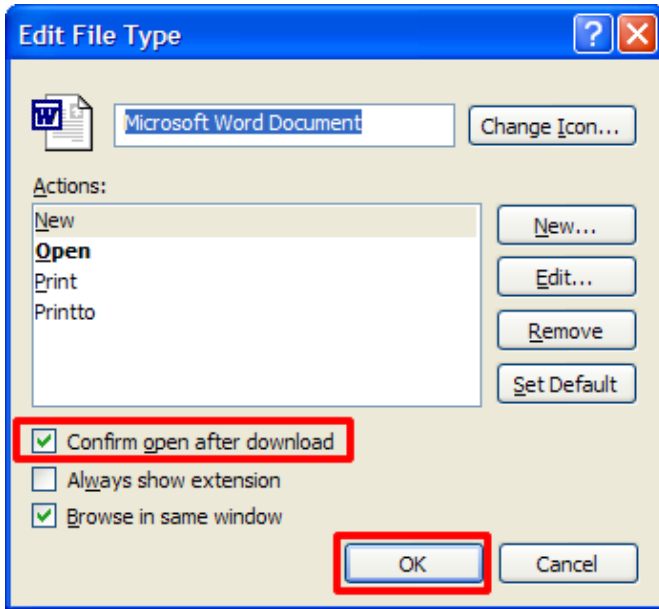 Edit File Type
Microsoft Word Document
Change Icon...
Actions:
New
Open
Print
Printto
New...
Edit...
Remove
Set Default
Confirm open after download
Always show extension
Browse in same window
OK
Cancel